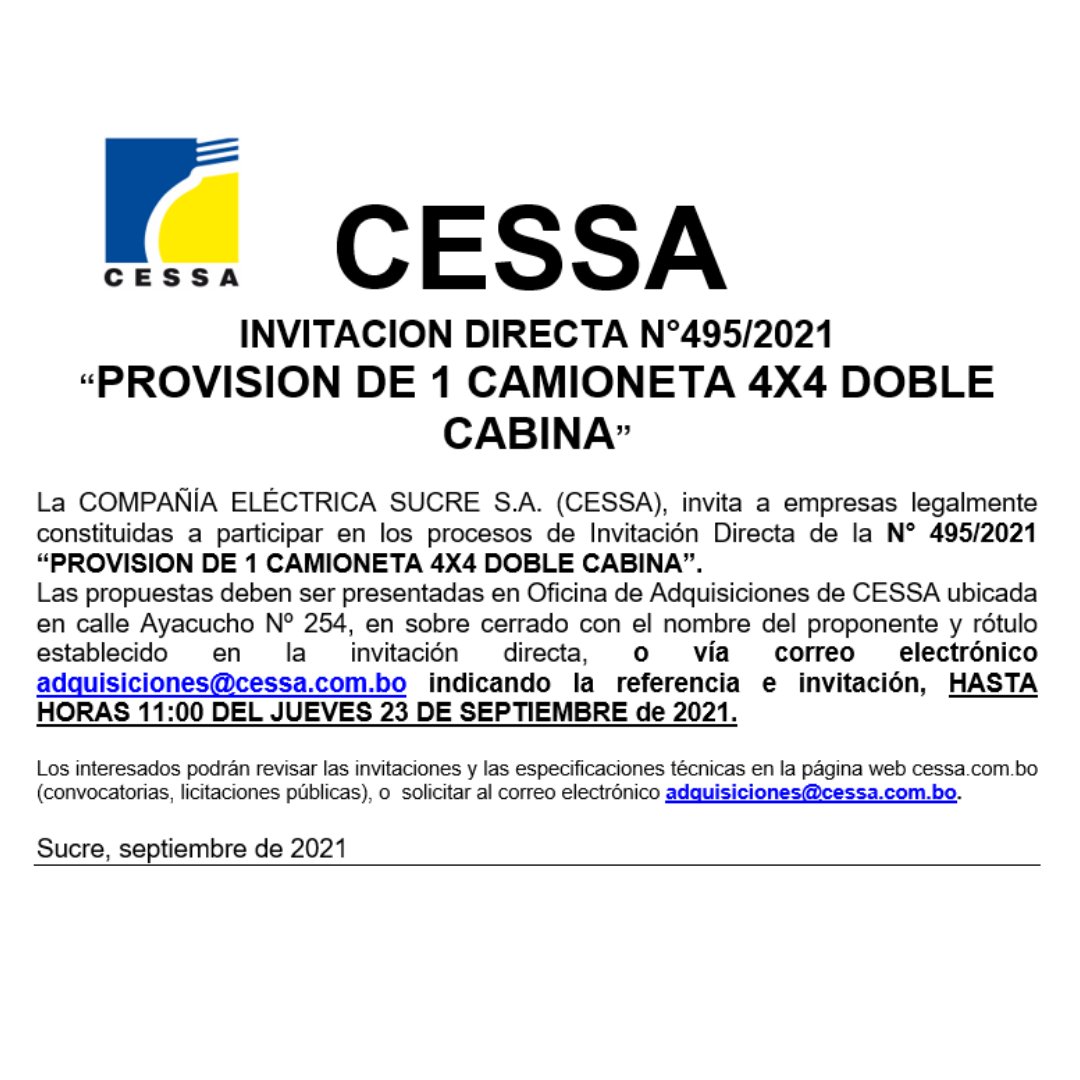 CESSA
CESSA
INVITACION DIRECTA N°495/2021
“PROVISION DE 1 CAMIONETA 4X4 DOBLE
CABINA”
La COMPAÑÍA ELÉCTRICA SUCRE S.A. (CESSA), invita a empresas legalmente
constituidas a participar en los procesos de Invitación Directa de la N° 495/2021
“PROVISION DE 1 CAMIONETA 4X4 DOBLE CABINA”.
Las propuestas deben ser presentadas en Oficina de Adquisiciones de CESSA ubicada
en calle Ayacucho Nº 254, en sobre cerrado con el nombre del proponente y rótulo
establecido en la invitación directa, o vía correo electrónico
adquisiciones@cessa.com.bo indicando la referencia e invitación, HASTA
HORAS 11:00 DEL JUEVES 23 DE SEPTIEMBRE de 2021.
Los interesados podrán revisar las invitaciones y las especificaciones técnicas en la página web cessa.com.bo
(convocatorias, licitaciones públicas), o solicitar al correo electrónico adquisiciones@cessa.com.bo.
Sucre, septiembre de 2021